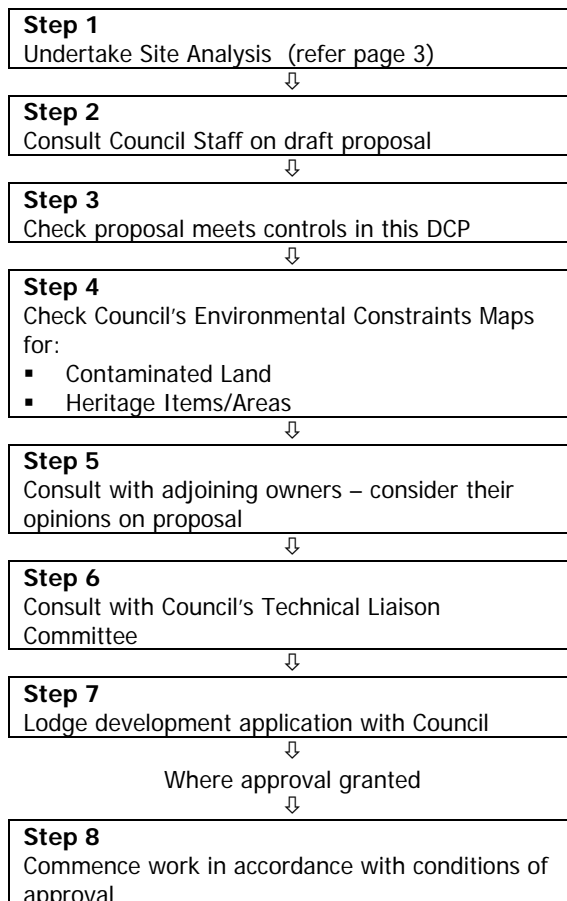 Step 1
Undertake Site Analysis (refer page 3)
⇩
Step 2
Consult Council Staff on draft proposal
⇩
Step 3
Check proposal meets controls in this DCP
⇩
Step 4
Check Council's Environmental Constraints Maps
for:
▪ Contaminated Land
▪ Heritage Items/Areas
⇩
Step 5
Consult with adjoining owners – consider their
opinions on proposal
⇩
Step 6
Consult with Council's Technical Liaison
Committee
⇩
Step 7
Lodge development application with Council
⇩
Where approval granted
⇩
Step 8
Commence work in accordance with conditions of
approval